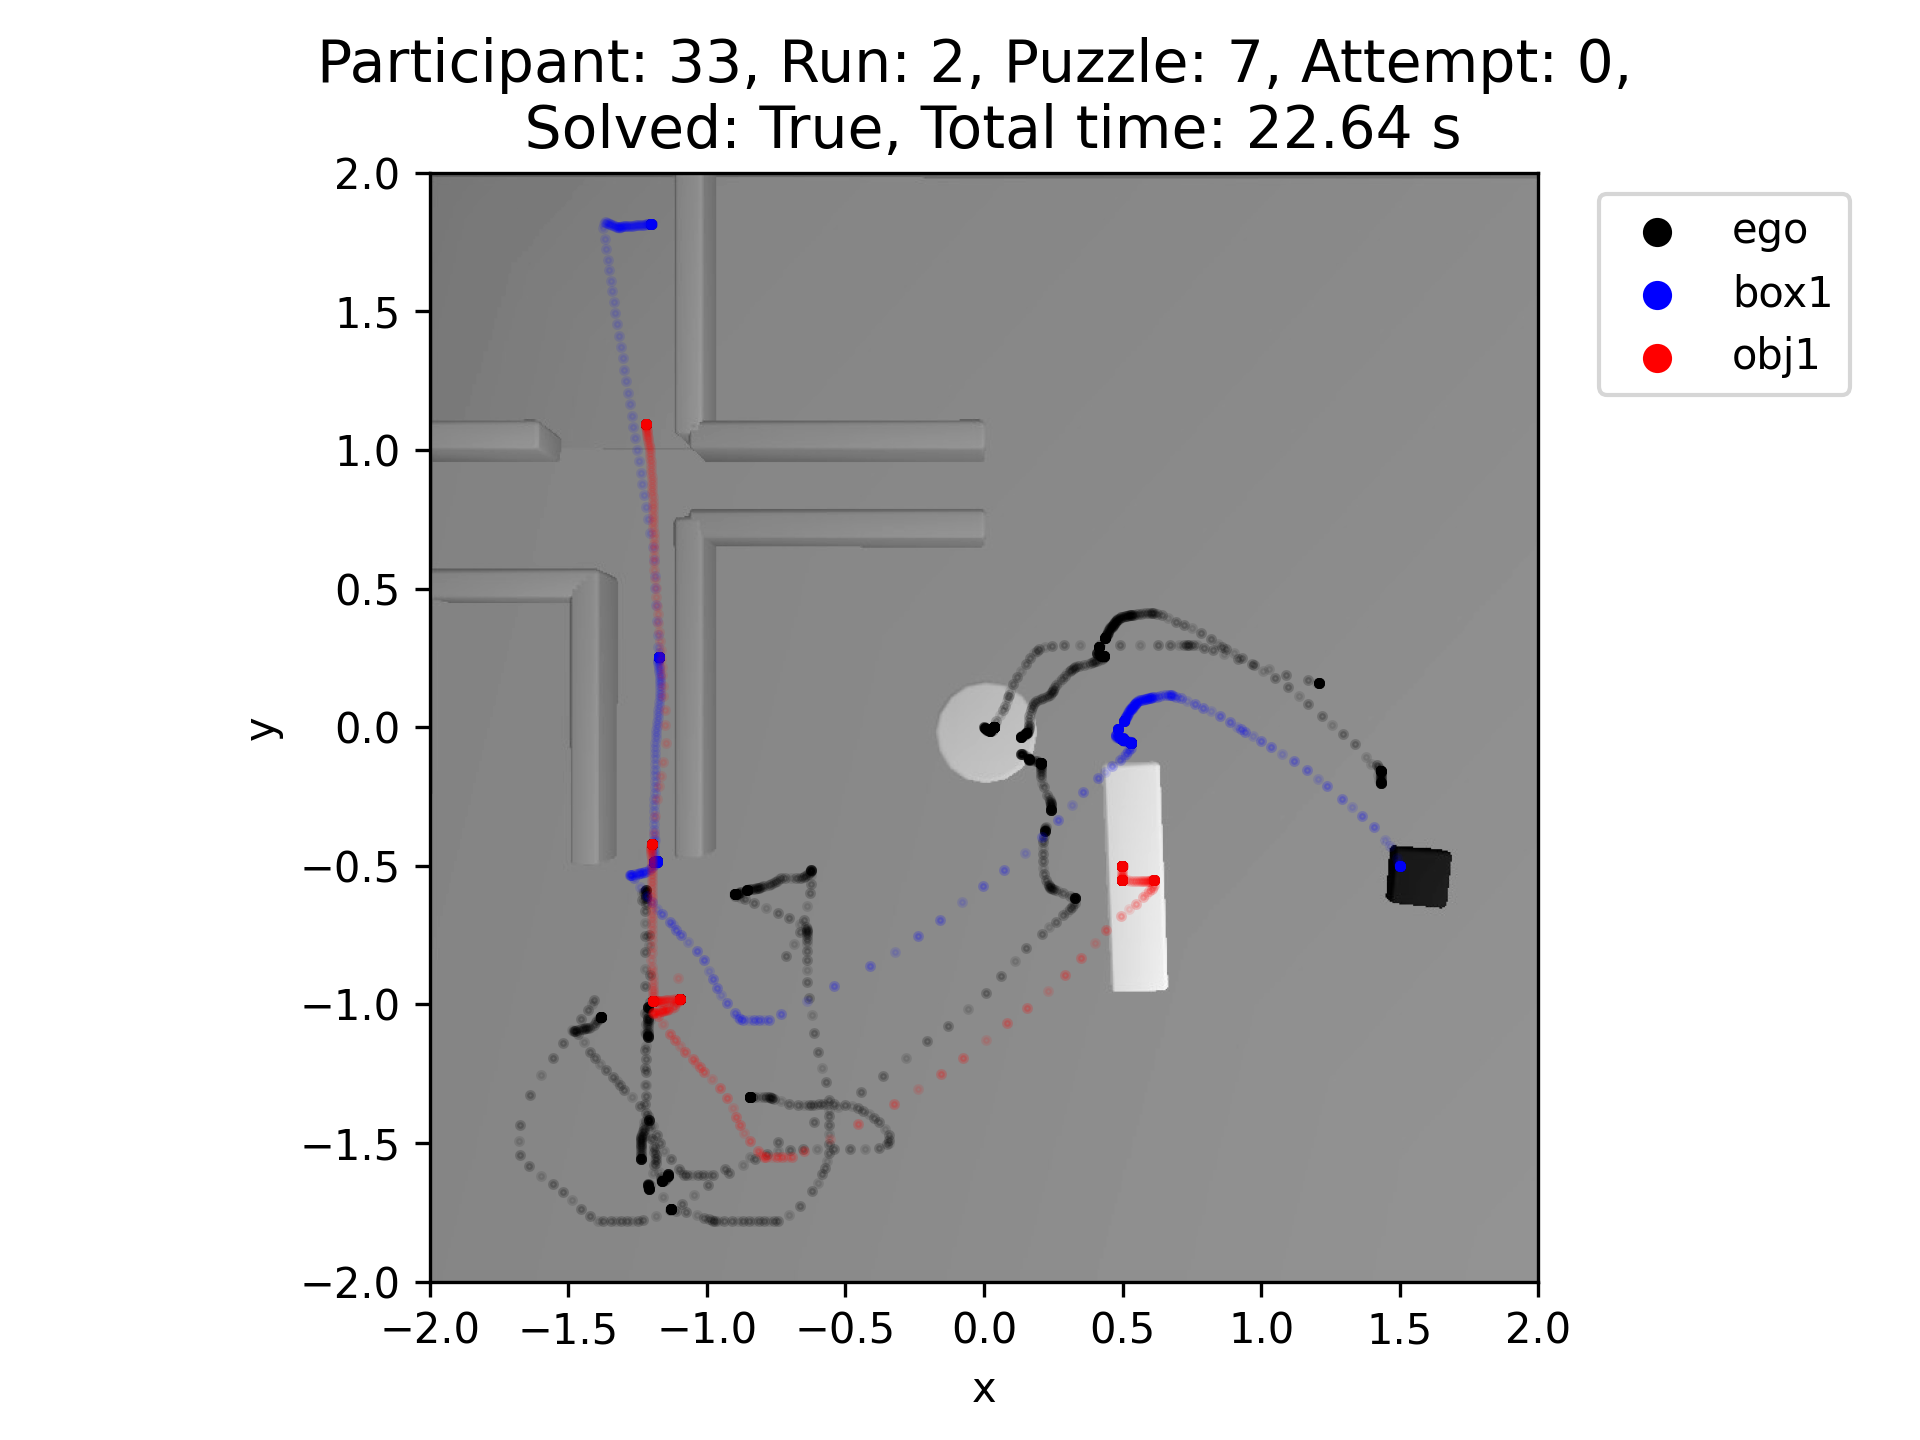 Participant: 33, Run: 2, Puzzle: 7, Attempt: 0,
Solved: True, Total time: 22.64 s
ego
box1
obj1
2.0
1.5
1.0
0.5
0.0
−0.5
−1.0
−1.5
−2.0
y
−2.0 −1.5 −1.0 −0.5 0.0 0.5 1.0 1.5 2.0
x